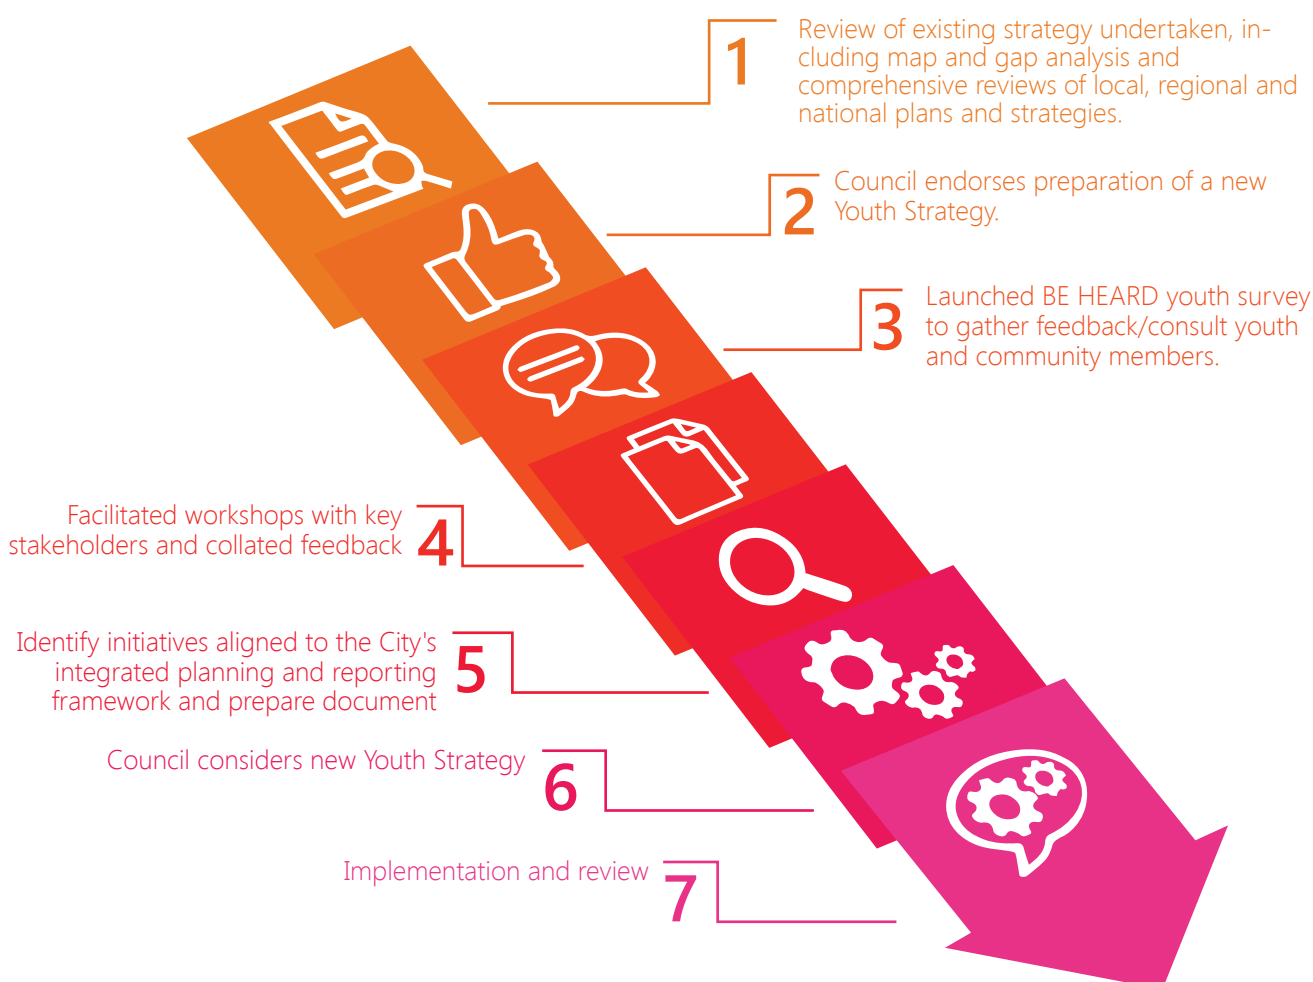 1
Review of existing strategy undertaken, in-
cluding map and gap analysis and
comprehensive reviews of local, regional and
national plans and strategies.
2
Council endorses preparation of a new
Youth Strategy.
3
Launched BE HEARD youth survey
to gather feedback/consult youth
and community members.
Facilitated workshops with key
stakeholders and collated feedback
4
Identify initiatives aligned to the City's
integrated planning and reporting
framework and prepare document
5
Council considers new Youth Strategy
6
Implementation and review
7